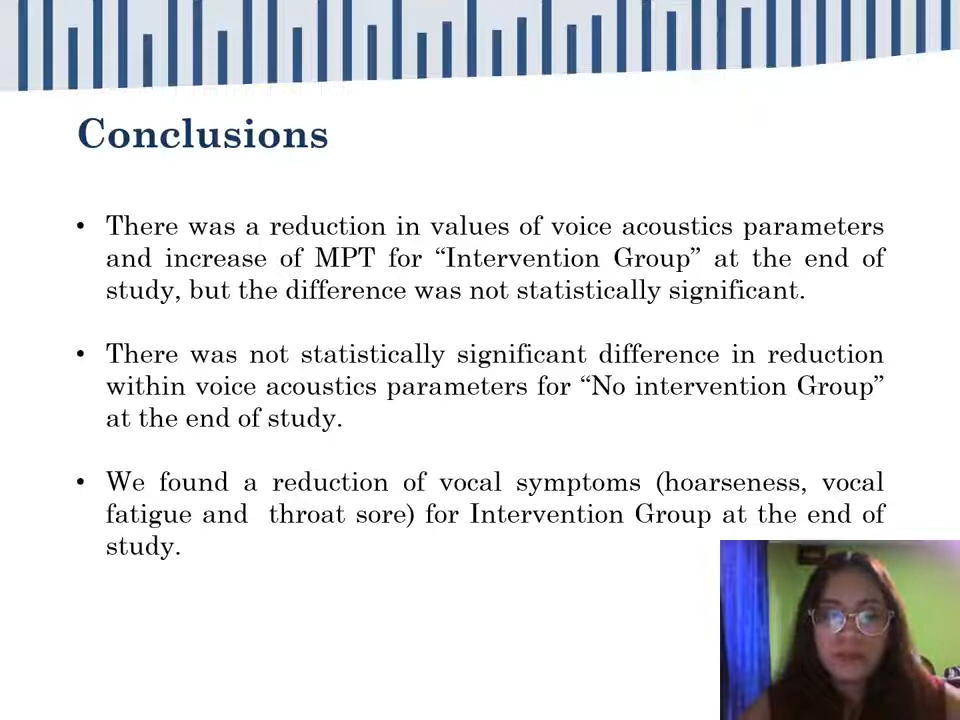 Conclusions
• There was a reduction in values of voice acoustics parameters
and increase of MPT for “Intervention Group” at the end of
study, but the difference was not statistically significant.
• There was not statistically significant difference in reduction
within voice acoustics parameters for “No intervention Group”
at the end of study.
• We found a reduction of vocal symptoms (hoarseness, vocal
fatigue and  throat sore) for Intervention Group at the end of
study.